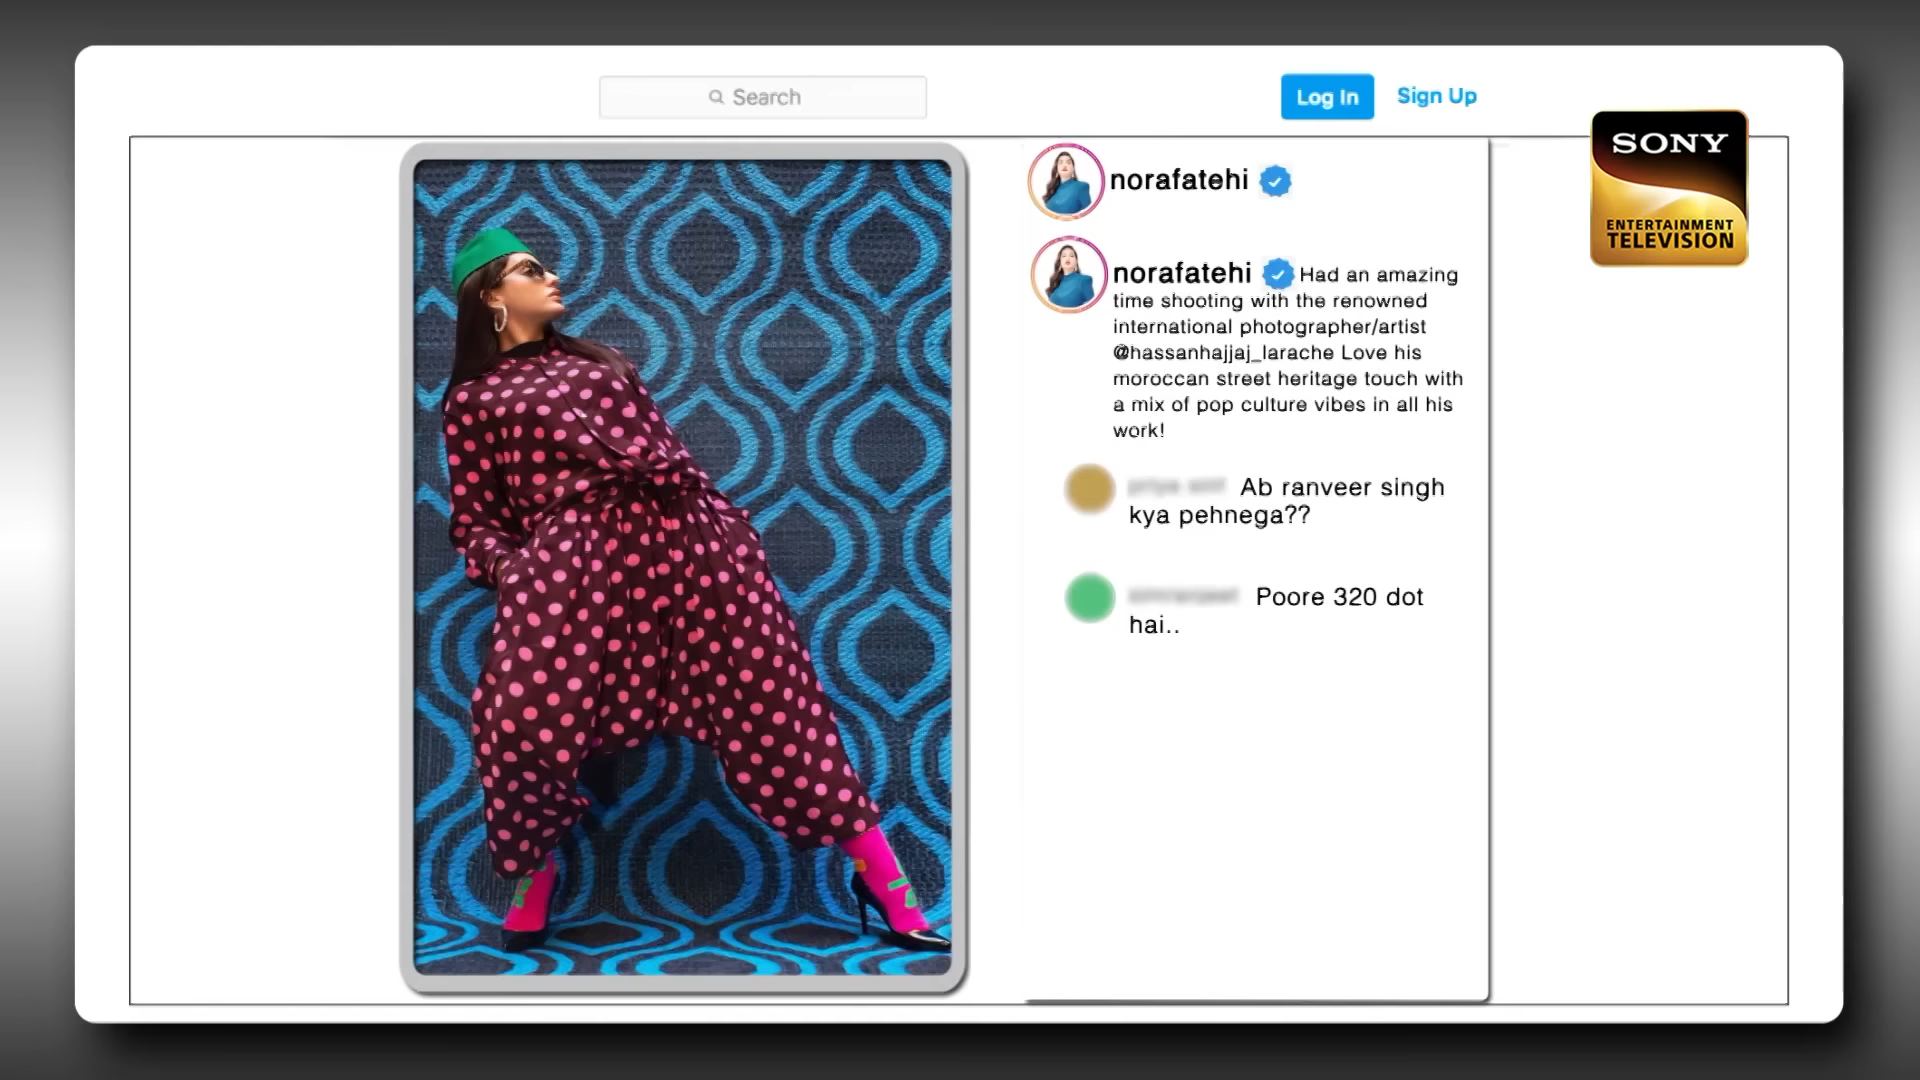 Search
Log In
Sign Up
SONY
ENTERTAINMENT
TELEVISION
norafatehi
norafatehi Had an amazing
time shooting with the renowned
international photographer/artist
@hassanhajjaj_larache Love his
moroccan street heritage touch with
a mix of pop culture vibes in all his
work!
Ab ranveer singh
kya pehnega??
Poore 320 dot
hai..